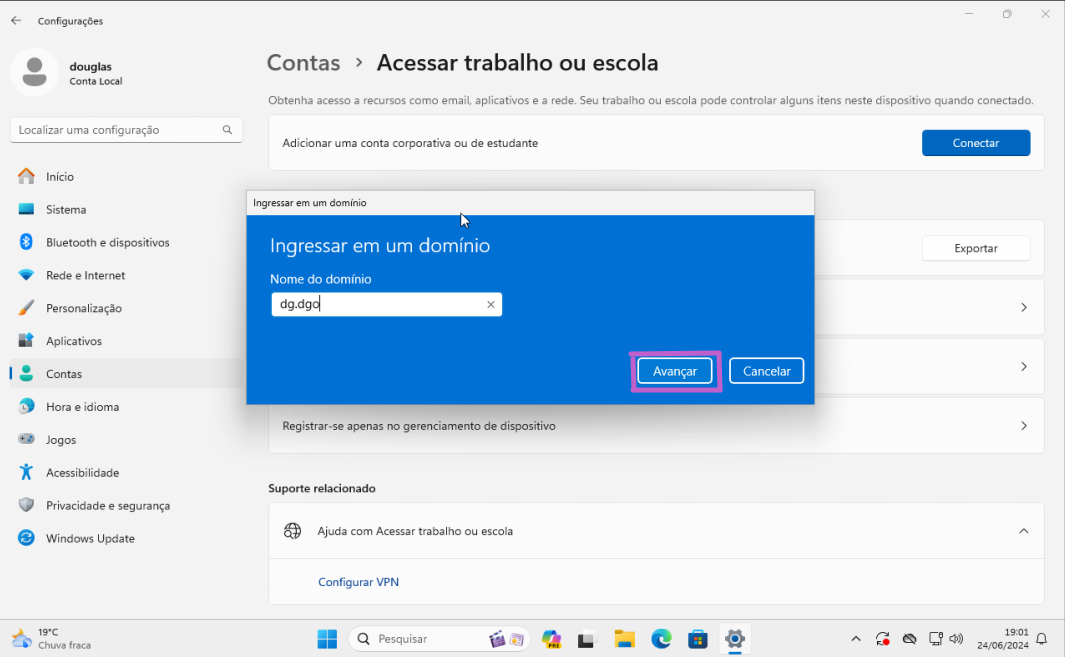 Configurações
douglas
Conta Local
Localizar uma configuração
Início
Sistema
Bluetooth e dispositivos
Rede e Internet
Personalização
Aplicativos
Contas
Hora e idioma
Jogos
Acessibilidade
Privacidade e segurança
Windows Update
Contas > Acessar trabalho ou escola
Obtenha acesso a recursos como email, aplicativos e a rede. Seu trabalho ou escola pode controlar alguns itens neste dispositivo quando conectado.
Adicionar uma conta corporativa ou de estudante
Conectar
Exportar
Ingressar em um domínio
Ingressar em um domínio
Nome do domínio
dg.dgo
Avançar
Cancelar
Registrar-se apenas no gerenciamento de dispositivo
Suporte relacionado
Ajuda com Acessar trabalho ou escola
Configurar VPN
19°C
Chuva fraca
Pesquisar
PRE
19:01
24/06/2024